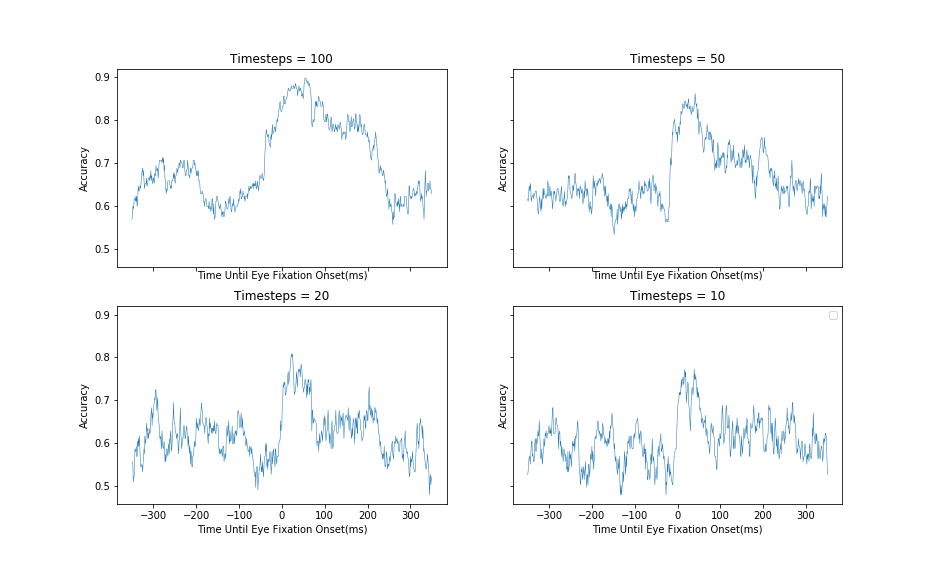 Timesteps = 100
Timesteps = 50
0.9
0.8
0.7
0.6
0.5
Accuracy
Accuracy
Time Until Eye Fixation Onset(ms)
Time Until Eye Fixation Onset(ms)
Timesteps = 20
Timesteps = 10
0.9
0.8
0.7
0.6
0.5
Accuracy
Accuracy
−300 −200 −100 0 100 200 300
−300 −200 −100 0 100 200 300
Time Until Eye Fixation Onset(ms)
Time Until Eye Fixation Onset(ms)